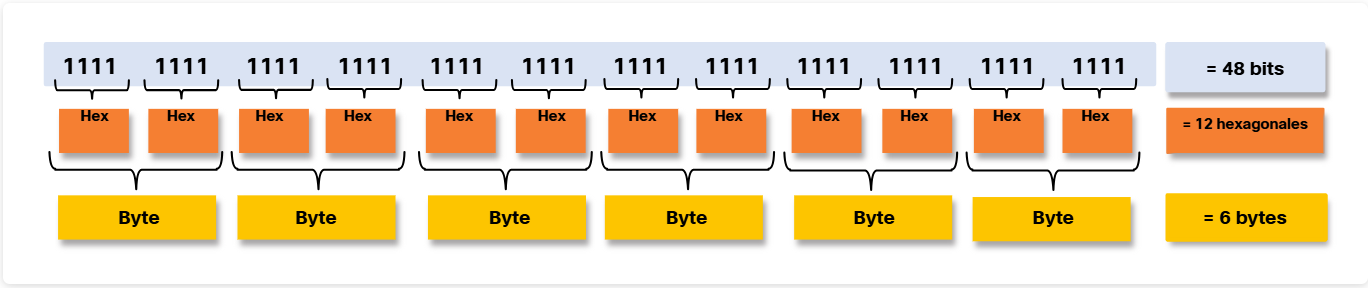 1111 1111 1111 1111 1111 1111 1111 1111 1111 1111 1111 1111 = 48 bits
Hex Hex Hex Hex Hex Hex Hex Hex Hex Hex Hex Hex = 12 hexagonales
Byte Byte Byte Byte Byte Byte = 6 bytes